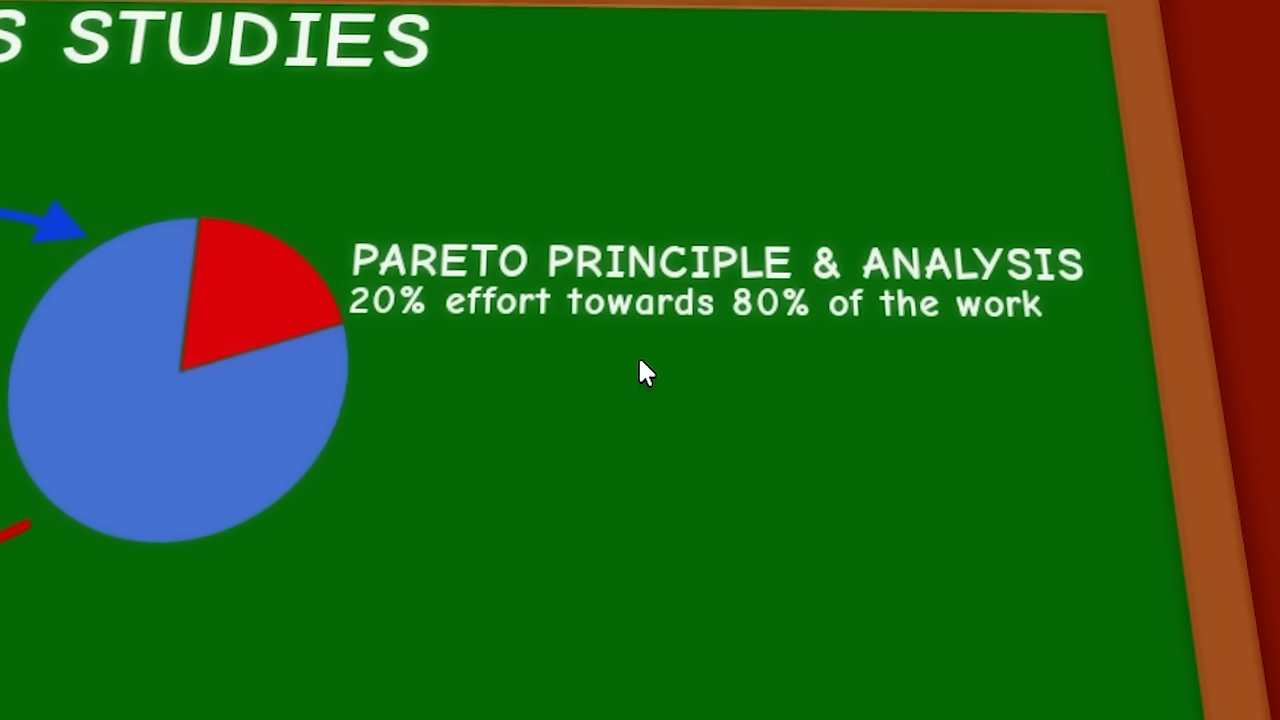 S STUDIES
PARETO PRINCIPLE & ANALYSIS
20% effort towards 80% of the work